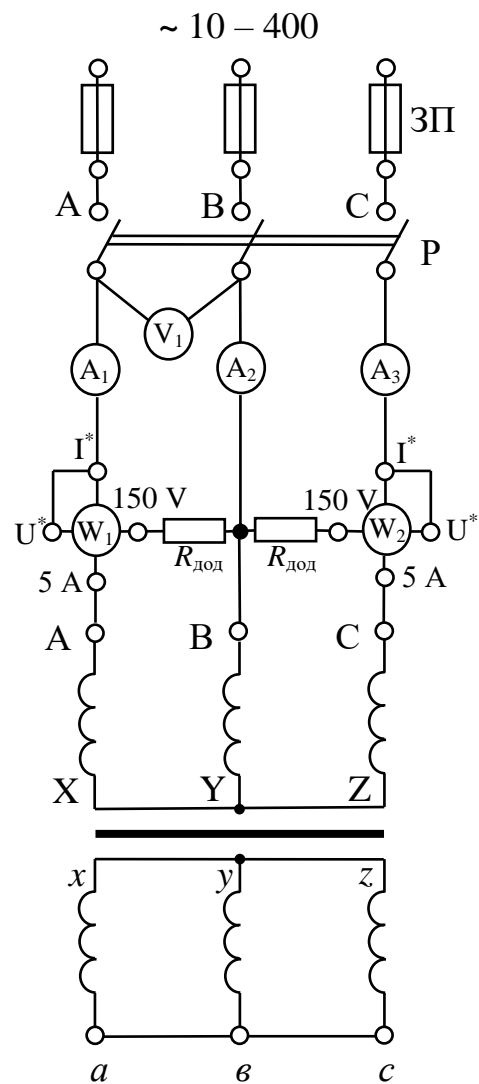 ~ 10 – 400
ЗП
A B C
P
V1
A1 A2 A3
I* I*
150 V 150 V
U* W1 W2 U*
Rдод Rдод
5 A 5 A
A B C
X Y Z
x y z
а в с